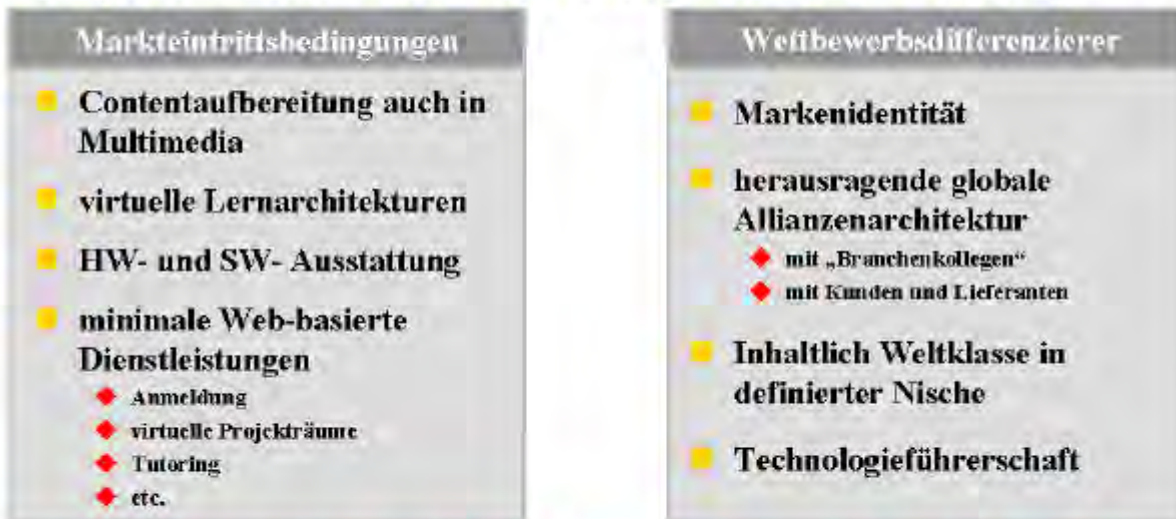 Markteintrittsbedingungen
Contentaufbereitung auch in
Multimedia
virtuelle Lernarchitekturen
HW- und SW- Ausstattung
minimale Web-basierte
Dienstleistungen
Anmeldung
virtuelle Projekträume
Tutoring
etc.
Wettbewerbsdifferenzierer
Markenidentität
herausragende globale
Allianzenarchitektur
mit „Branchenkollegen“
mit Kunden und Lieferanten
Inhaltlich Weltklasse in
definierter Nische
Technologieführerschaft